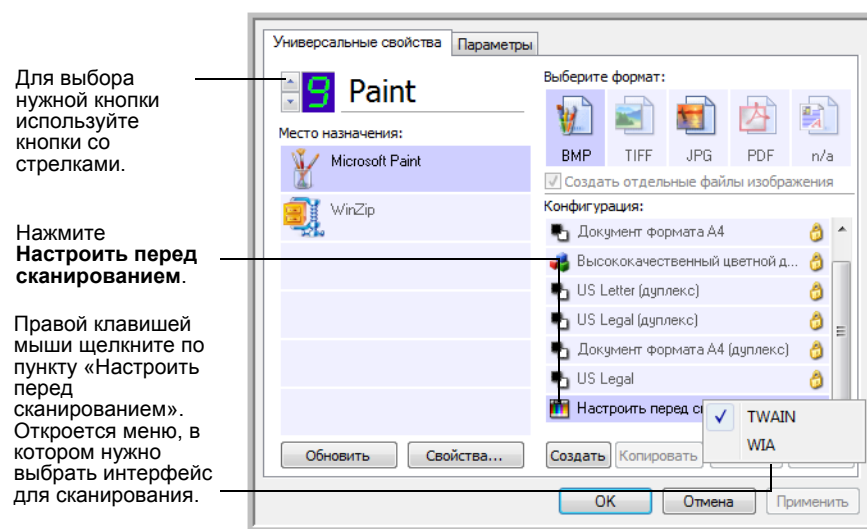 Для выбора
нужной кнопки
используйте
кнопки со
стрелками.
Нажмите
Настроить перед
сканированием.
Правой клавишей
мыши щелкните по
пункту «Настроить
перед
сканированием».
Откроется меню, в
котором нужно
выбрать интерфейс
для сканирования.
Универсальные свойства
Параметры
9 Paint
Место назначения:
Microsoft Paint
WinZip
Обновить
Свойства...
Выберите формат:
BMP TIFF JPG PDF n/a
Создать отдельные файлы изображения
Конфигурация:
Документ формата A4
Высококачественный цветной д...
US Letter (дуплекс)
US Legal (дуплекс)
Документ формата A4 (дуплекс)
US Legal
Настроить перед
TWAIN
WIA
Создать
Копировать
OK
Отмена
Применить